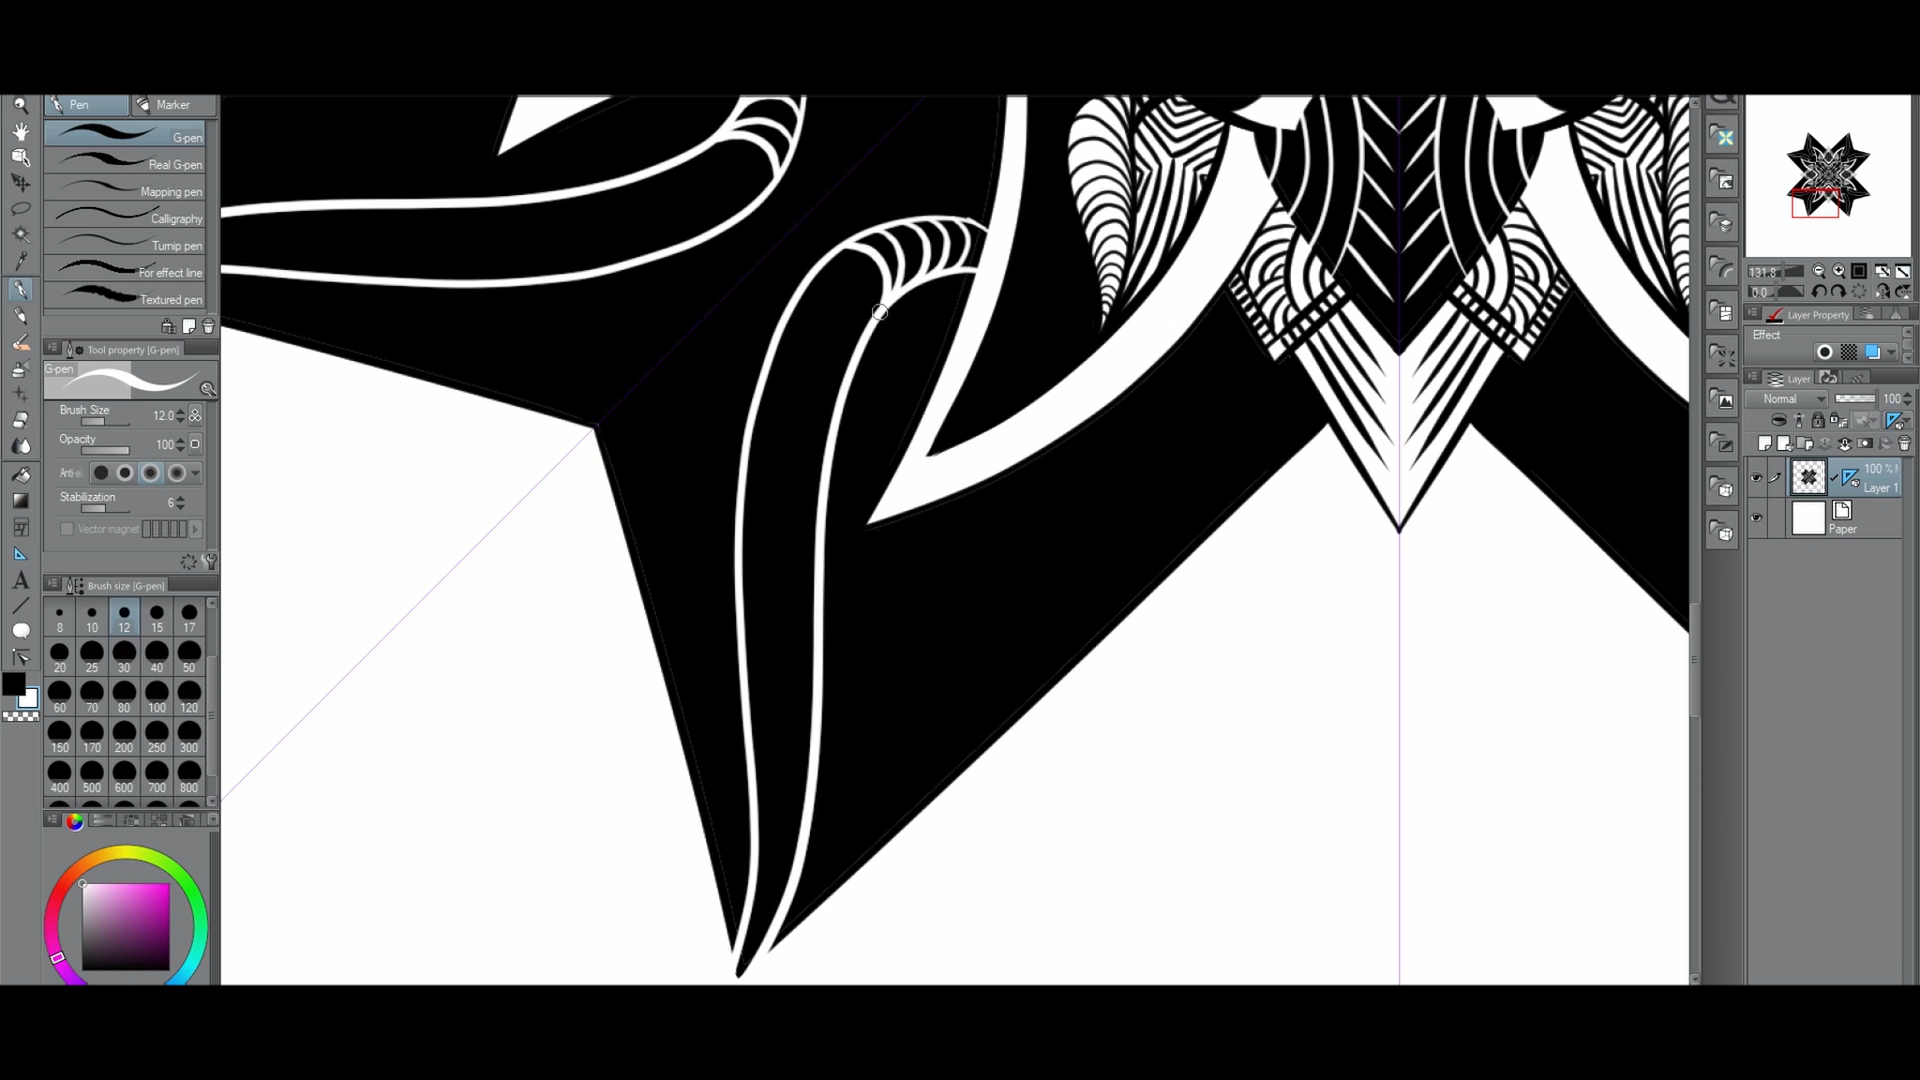 Pen
Marker
G-pen
Real G-pen
Mapping pen
Calligraphy
Turnip pen
For effect line
Textured pen
Tool property [G-pen]
G-pen
Brush Size 12.0
Opacity 100
Anti-al
Stabilization
6
Vector magnet
Brush size [G-pen]
8 10 12 15 17
20 25 30 40 50
60 70 80 100 120
150 170 200 250 300
400 500 600 700 800
131.8
0.0
Layer Property
Effect
Layer
Normal 100
100 %
Layer 1
Paper
A